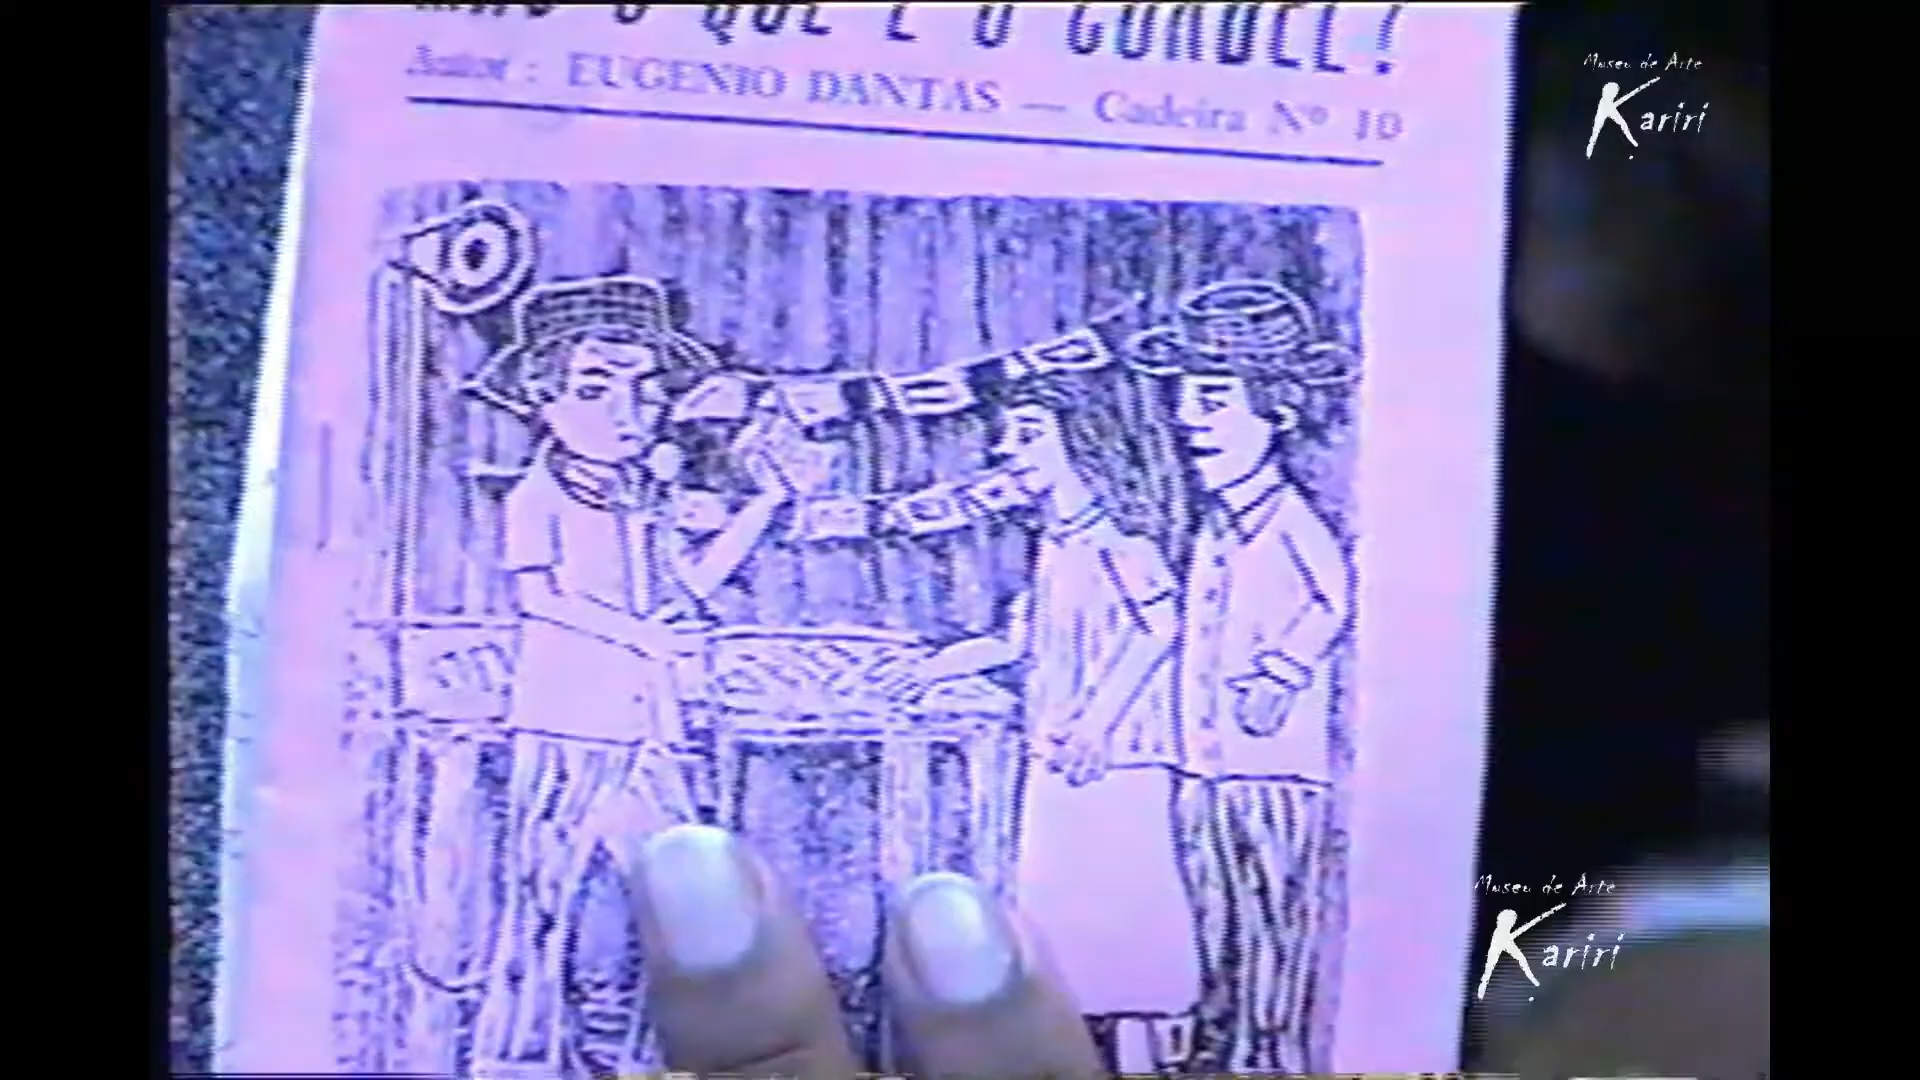 O QUE É O CORDEL!
Autor: EUGENIO DANTAS — Cadeira Nº 10
Museu de Arte
Kariri
Museu de Arte
Kariri